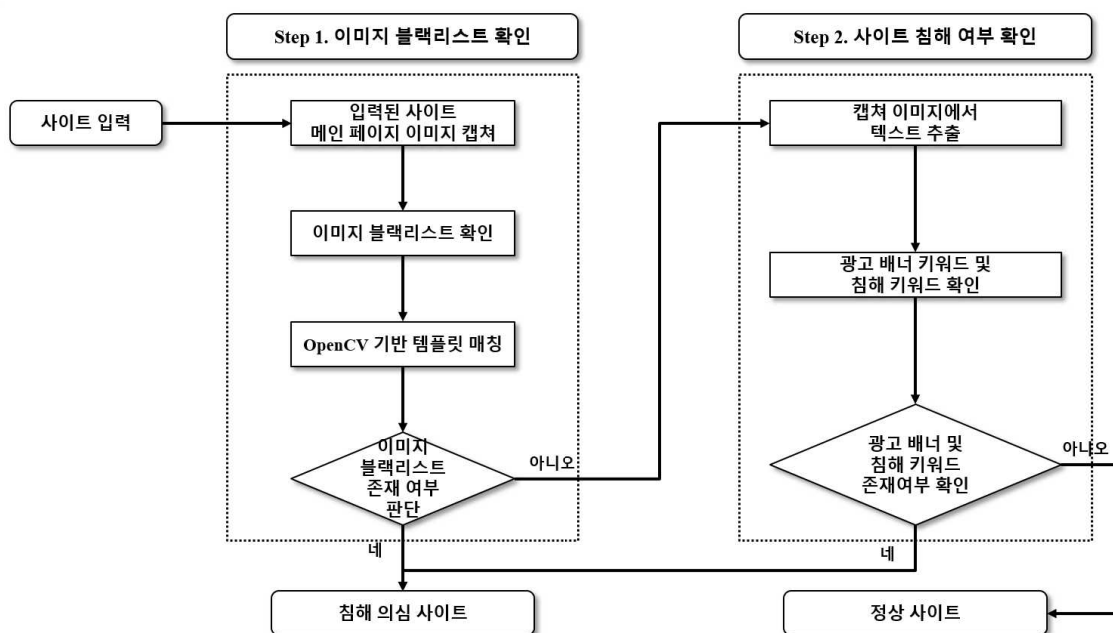 Step 1. 이미지 블랙리스트 확인
Step 2. 사이트 침해 여부 확인
사이트 입력
입력된 사이트
메인 페이지 이미지 캡쳐
이미지 블랙리스트 확인
OpenCV 기반 템플릿 매칭
이미지
블랙리스트
존재 여부
판단
아니오
네
캡쳐 이미지에서
텍스트 추출
광고 배너 키워드 및
침해 키워드 확인
광고 배너 및
침해 키워드
존재여부 확인
아니오
네
침해 의심 사이트
정상 사이트